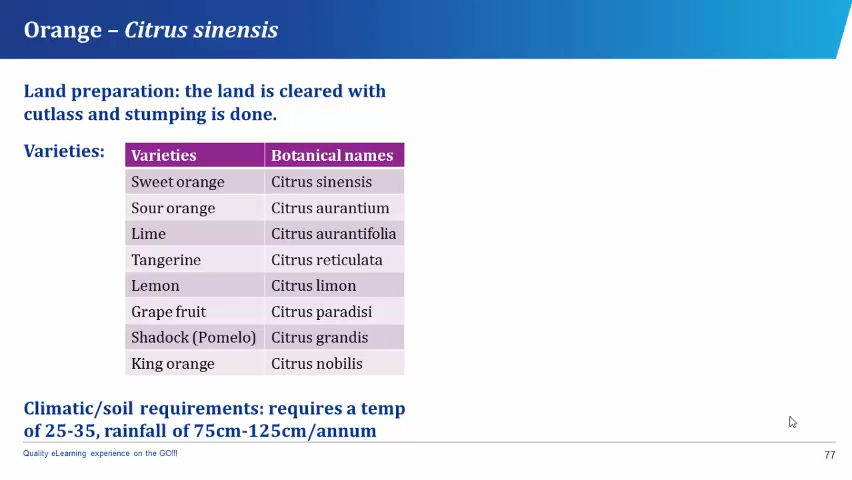 Orange – Citrus sinensis
Land preparation: the land is cleared with
cutlass and stumping is done.
Varieties:
Varieties Botanical names
Sweet orange Citrus sinensis
Sour orange Citrus aurantium
Lime Citrus aurantifolia
Tangerine Citrus reticulata
Lemon Citrus limon
Grape fruit Citrus paradisi
Shadock (Pomelo) Citrus grandis
King orange Citrus nobilis
Climatic/soil requirements: requires a temp
of 25-35, rainfall of 75cm-125cm/annum
Quality eLearning experience on the GO!!!
77